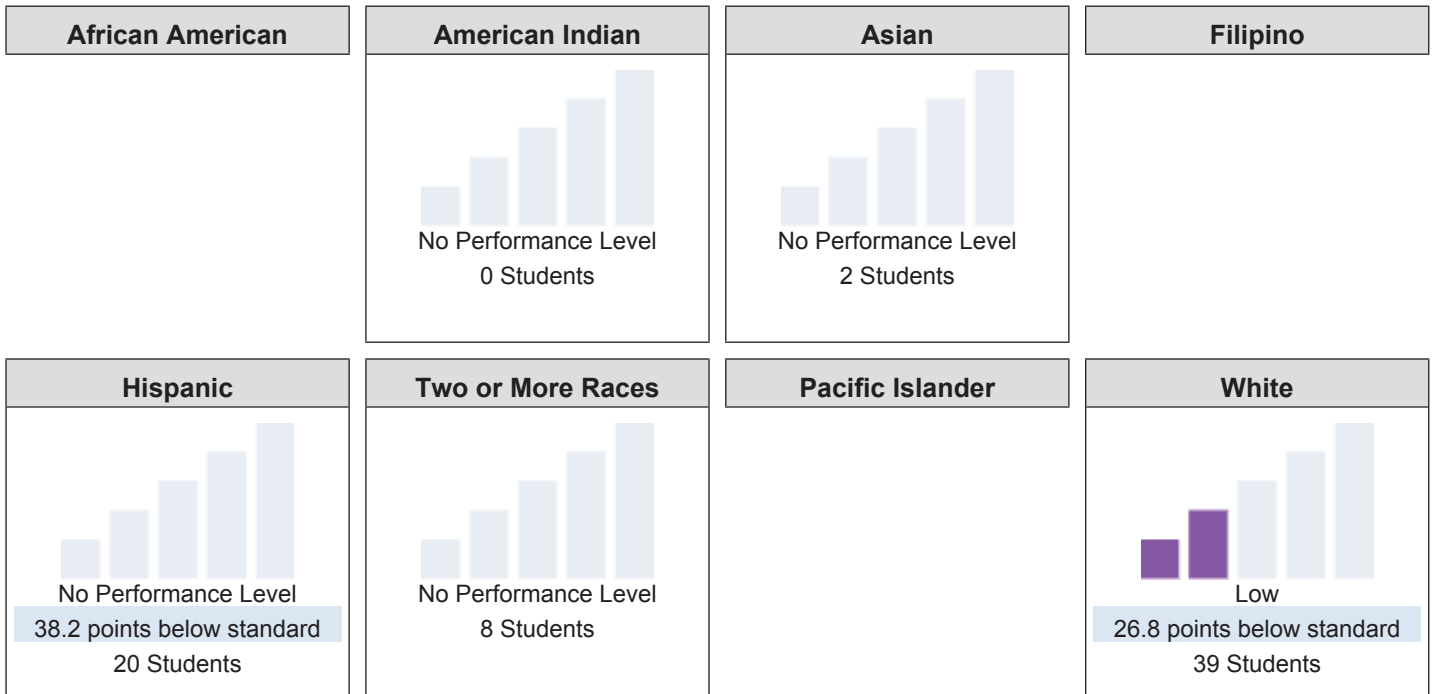 African American
American Indian
Asian
Filipino
No Performance Level
0 Students
No Performance Level
2 Students
Hispanic
Two or More Races
Pacific Islander
White
No Performance Level
38.2 points below standard
20 Students
No Performance Level
8 Students
Low
26.8 points below standard
39 Students